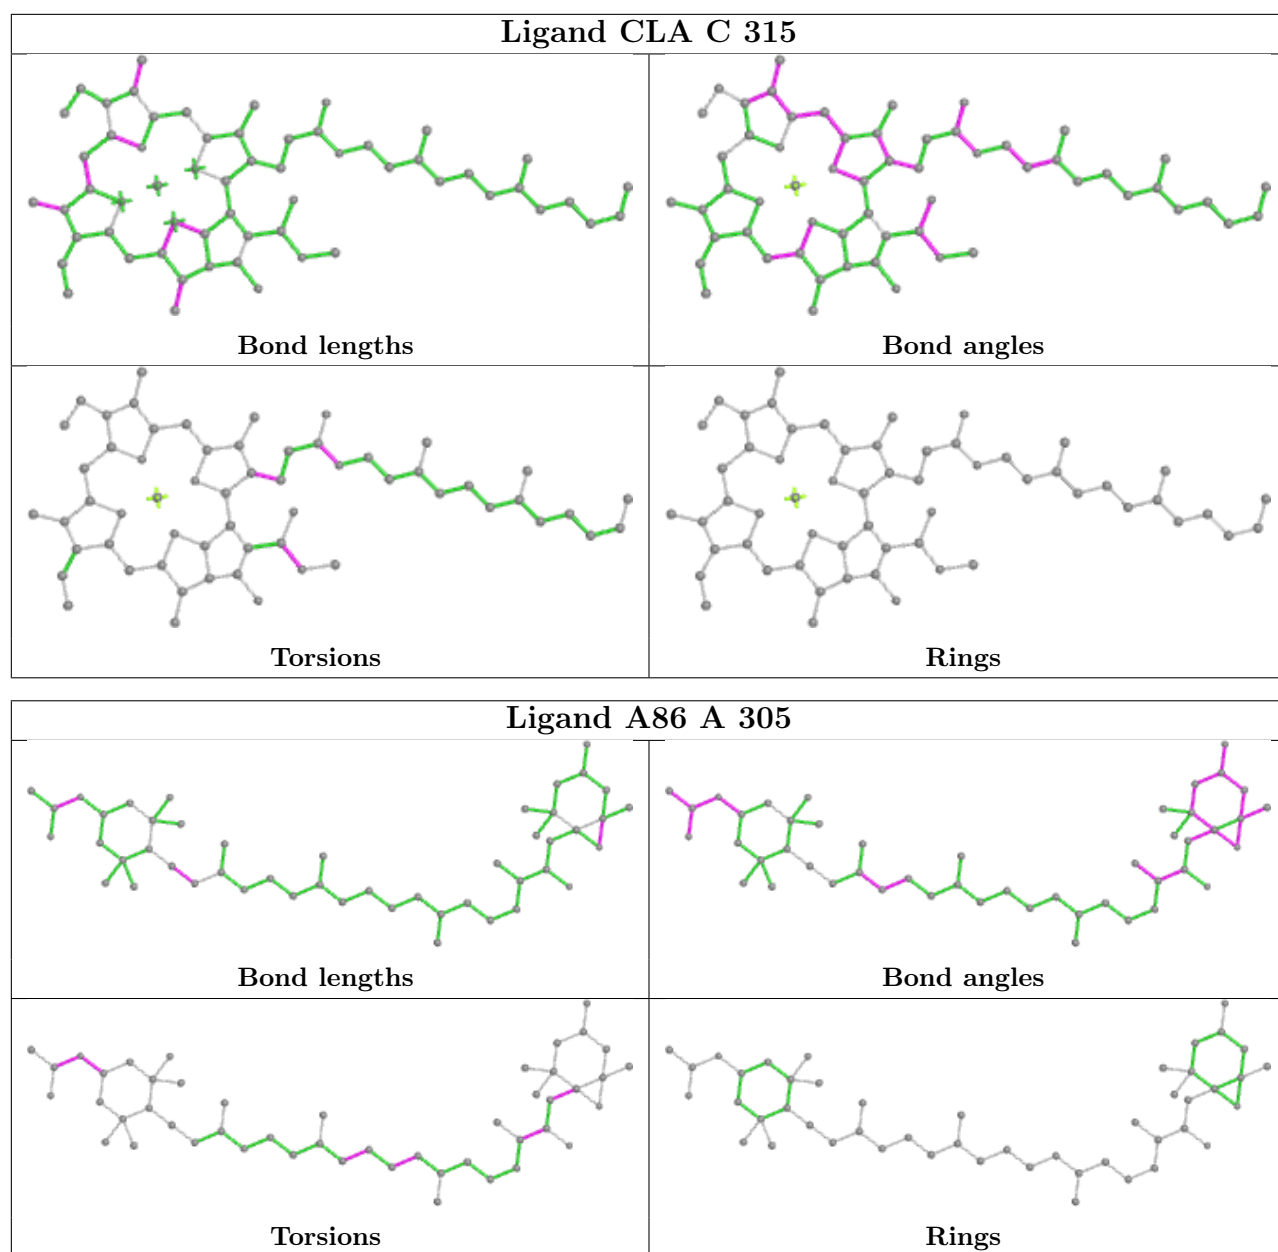 Ligand CLA C 315
Bond lengths
Bond angles
Torsions
Rings
Ligand A86 A 305
Bond lengths
Bond angles
Torsions
Rings